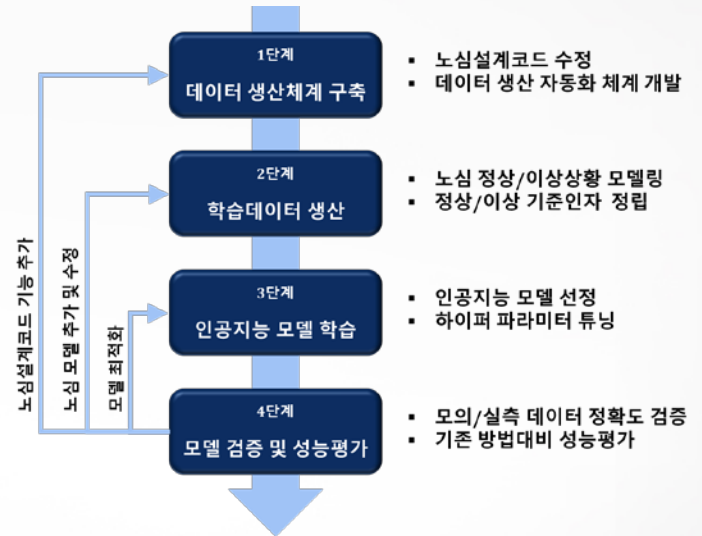 1단계
데이터 생산체계 구축
▪ 노심설계코드 수정
▪ 데이터 생산 자동화 체계 개발
2단계
학습데이터 생산
▪ 노심 정상/이상상황 모델링
▪ 정상/이상 기준인자 정립
3단계
인공지능 모델 학습
▪ 인공지능 모델 선정
▪ 하이퍼 파라미터 튜닝
4단계
모델 검증 및 성능평가
▪ 모의/실측 데이터 정확도 검증
▪ 기존 방법대비 성능평가
노심설계코드 기능 추가
노심 모델 추가 및 수정
모델 최적화